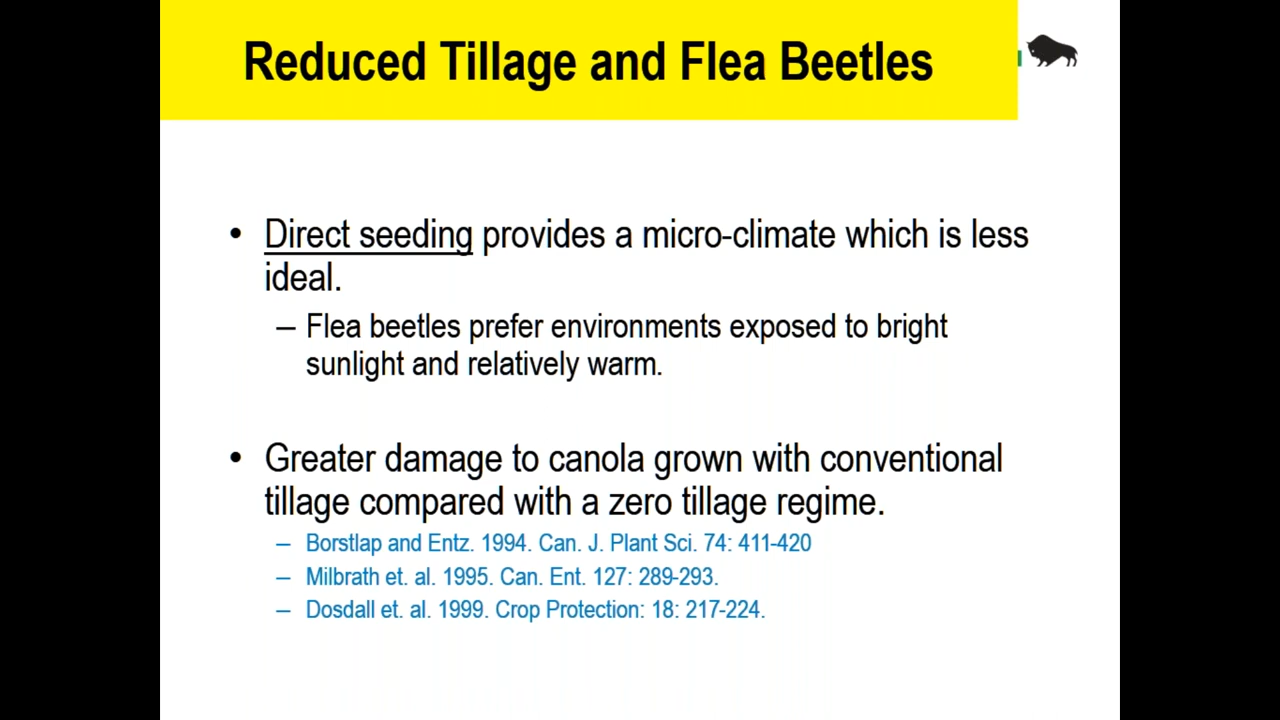 Reduced Tillage and Flea Beetles
• Direct seeding provides a micro-climate which is less
ideal.
– Flea beetles prefer environments exposed to bright
sunlight and relatively warm.
• Greater damage to canola grown with conventional
tillage compared with a zero tillage regime.
– Borstlap and Entz. 1994. Can. J. Plant Sci. 74: 411-420
– Milbrath et. al. 1995. Can. Ent. 127: 289-293.
– Dosdall et. al. 1999. Crop Protection: 18: 217-224.